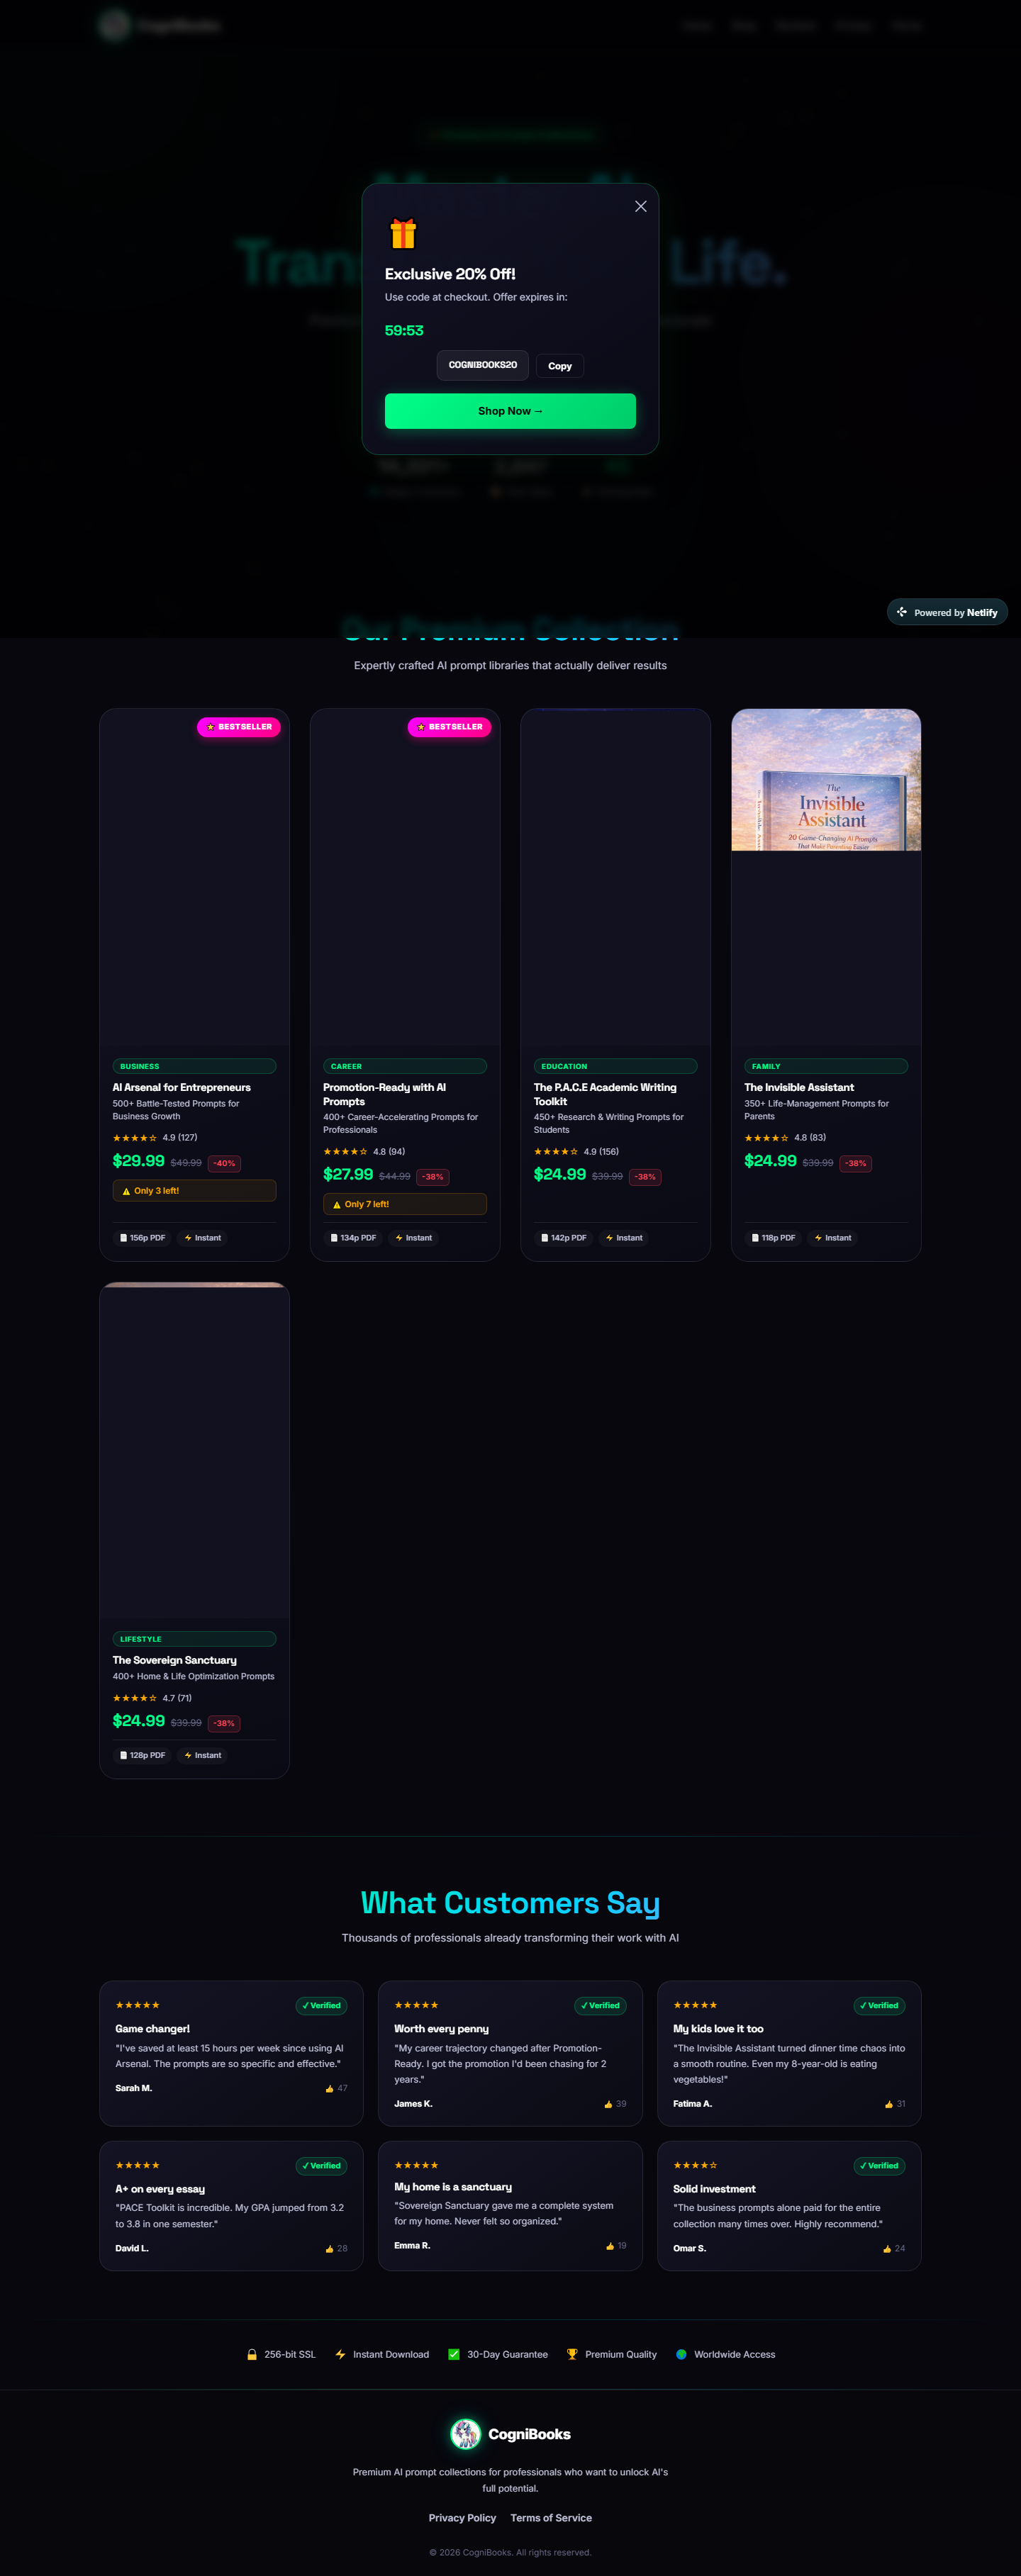 CogniBooks
Tran
Life.
Exclusive 20% Off!
Use code at checkout. Offer expires in:
59:53
COGNIBOOKS20
Copy
Shop Now →
Powered by Netlify
Our Premium Collection
Expertly crafted AI prompt libraries that actually deliver results
BESTSELLER
BESTSELLER
The
Invisible
Assistant
20 Game-Changing AI Prompts
That Make Parenting Easier
BUSINESS
AI Arsenal for Entrepreneurs
500+ Battle-Tested Prompts for
Business Growth
★★★★☆ 4.9 (127)
$29.99 $49.99 -40%
Only 3 left!
156p PDF
Instant
CAREER
Promotion-Ready with AI
Prompts
400+ Career-Accelerating Prompts for
Professionals
★★★★☆ 4.8 (94)
$27.99 $44.99 -38%
Only 7 left!
134p PDF
Instant
EDUCATION
The P.A.C.E Academic Writing
Toolkit
450+ Research & Writing Prompts for
Students
★★★★☆ 4.9 (156)
$24.99 $39.99 -38%
142p PDF
Instant
FAMILY
The Invisible Assistant
350+ Life-Management Prompts for
Parents
★★★★☆ 4.8 (83)
$24.99 $39.99 -38%
118p PDF
Instant
LIFESTYLE
The Sovereign Sanctuary
400+ Home & Life Optimization Prompts
★★★★☆ 4.7 (71)
$24.99 $39.99 -38%
128p PDF
Instant
What Customers Say
Thousands of professionals already transforming their work with AI
★★★★★ ✓ Verified
Game changer!
"I've saved at least 15 hours per week since using AI
Arsenal. The prompts are so specific and effective."
Sarah M. 47
★★★★★ ✓ Verified
Worth every penny
"My career trajectory changed after Promotion-
Ready. I got the promotion I'd been chasing for 2
years."
James K. 39
★★★★★ ✓ Verified
My kids love it too
"The Invisible Assistant turned dinner time chaos into
a smooth routine. Even my 8-year-old is eating
vegetables!"
Fatima A. 31
★★★★★ ✓ Verified
A+ on every essay
"PACE Toolkit is incredible. My GPA jumped from 3.2
to 3.8 in one semester."
David L. 28
★★★★★
My home is a sanctuary
"Sovereign Sanctuary gave me a complete system
for my home. Never felt so organized."
Emma R. 19
★★★★☆ ✓ Verified
Solid investment
"The business prompts alone paid for the entire
collection many times over. Highly recommend."
Omar S. 24
256-bit SSL
Instant Download
30-Day Guarantee
Premium Quality
Worldwide Access
CogniBooks
Premium AI prompt collections for professionals who want to unlock AI's
full potential.
Privacy Policy
Terms of Service
© 2026 CogniBooks. All rights reserved.